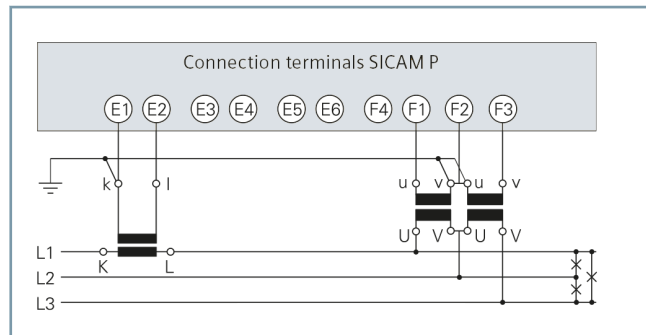 Connection terminals SICAM P
E1 E2 E3 E4 E5 E6 F4 F1 F2 F3
k l u v u v
U V U V
L1
K L
L2
L3